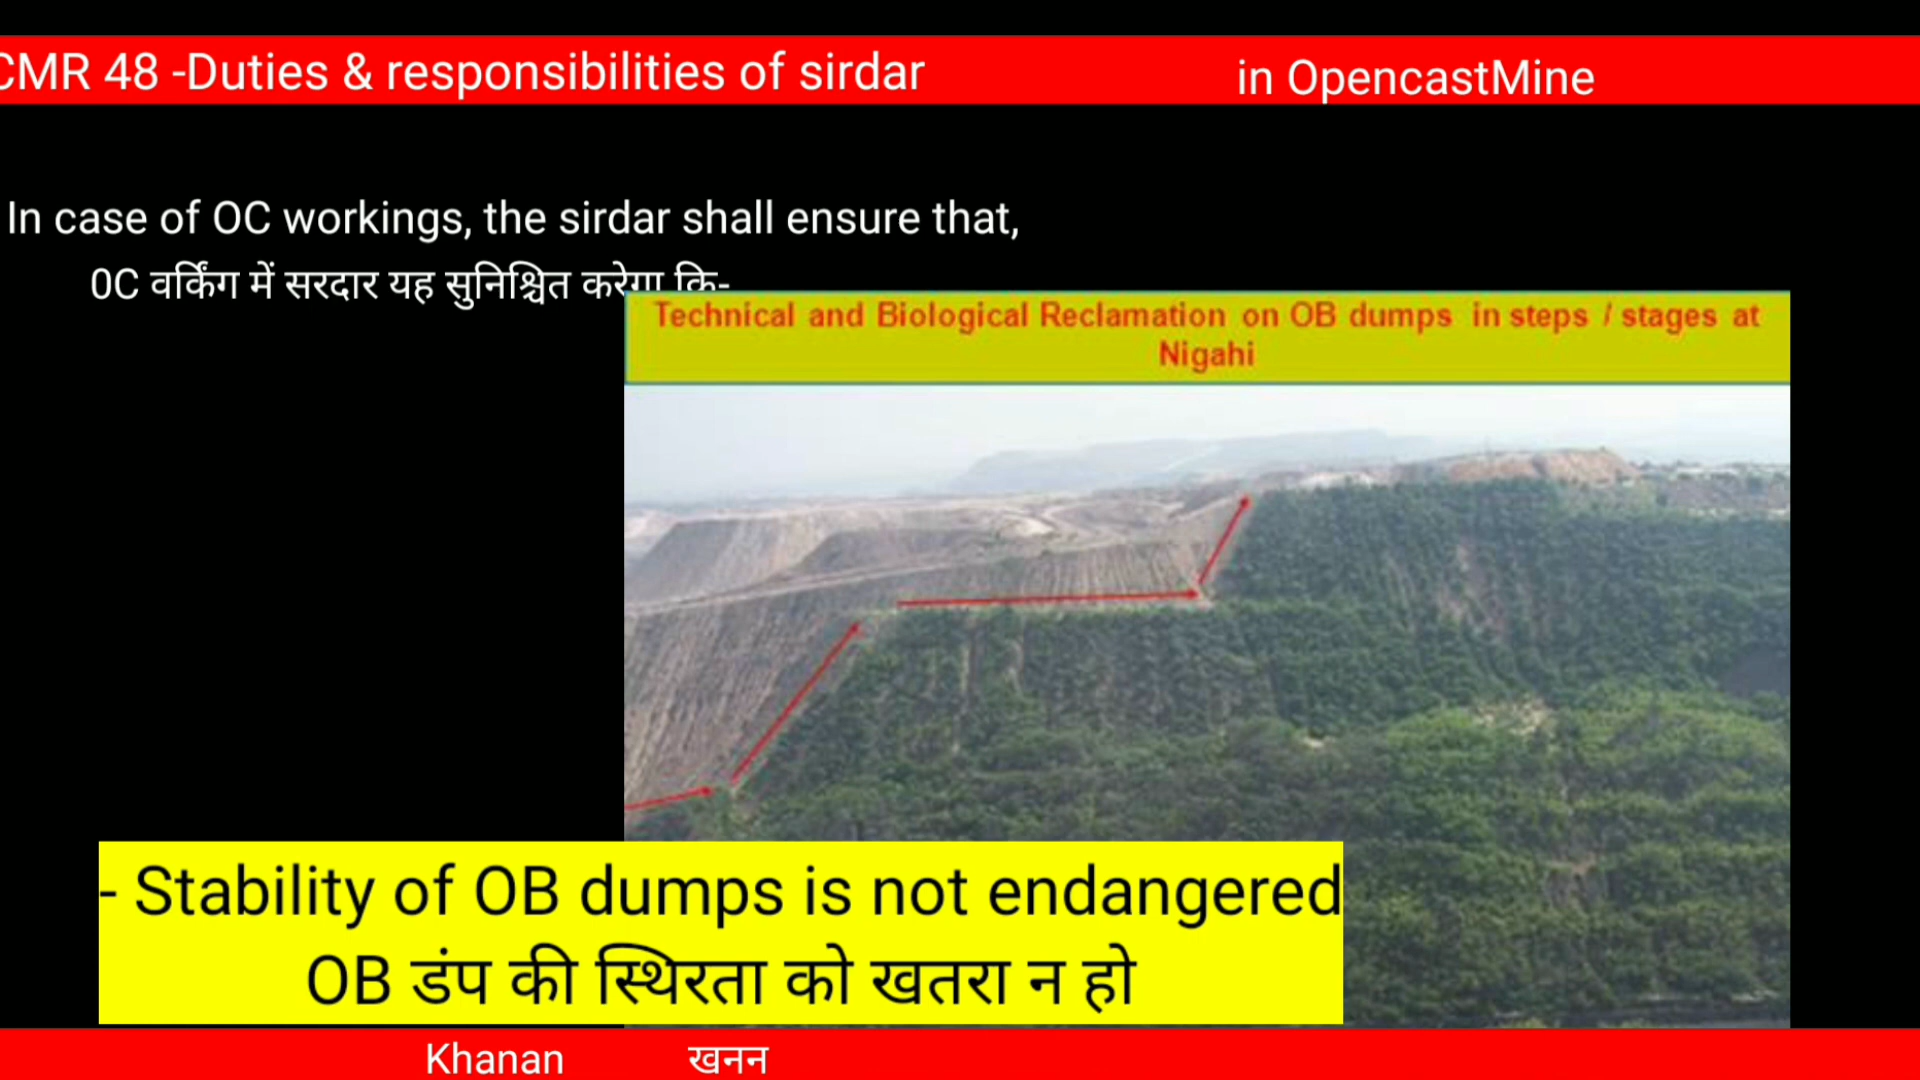 CMR 48 -Duties & responsibilities of sirdar in OpencastMine
In case of OC workings, the sirdar shall ensure that,
0C वर्किंग में सरदार यह सुनिश्चित करेगा कि-
Technical and Biological Reclamation on OB dumps in steps / stages at
Nigahi
- Stability of OB dumps is not endangered
OB डंप की स्थिरता को खतरा न हो
Khanan खनन